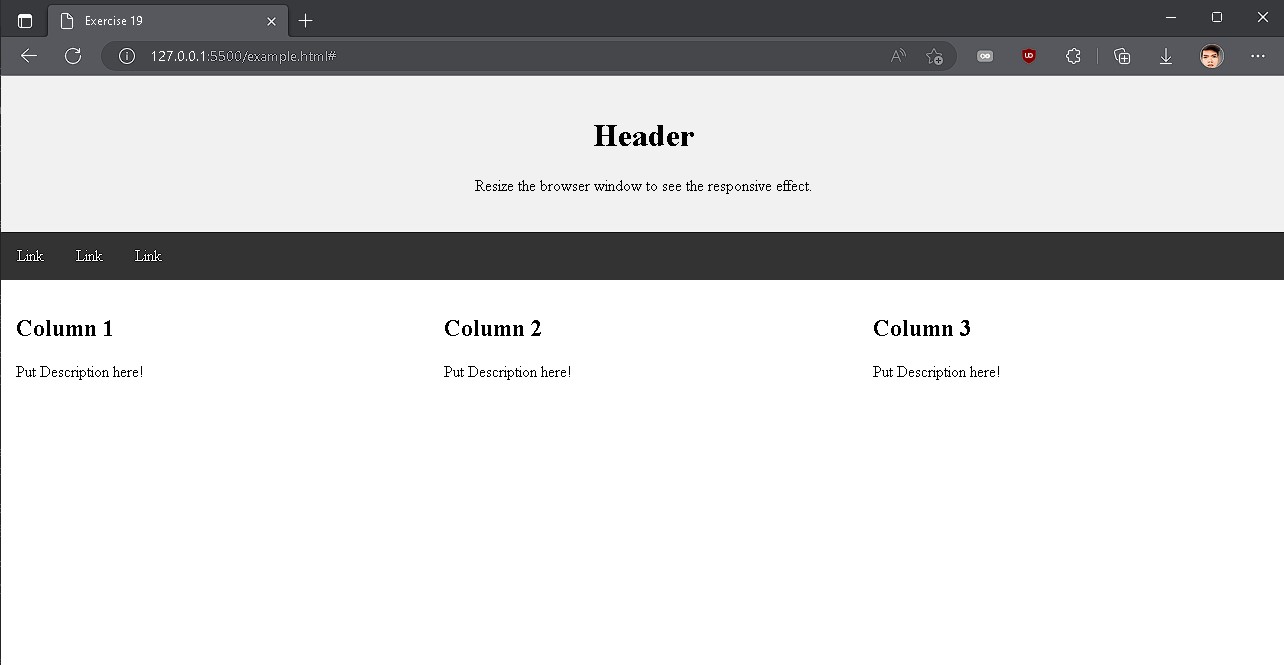 Exercise 19
127.0.0.1:5500/example.html#
Header
Resize the browser window to see the responsive effect.
Link Link Link
Column 1 Column 2 Column 3
Put Description here! Put Description here! Put Description here!